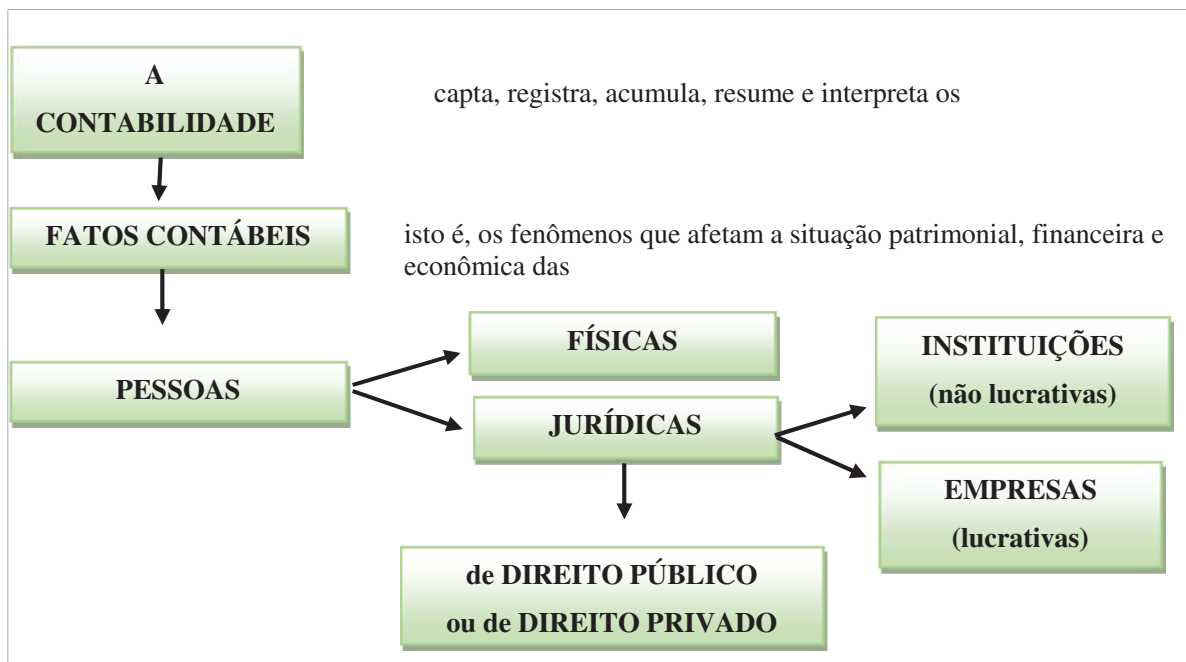 A
CONTABILIDADE
capta, registra, acumula, resume e interpreta os
FATOS CONTÁBEIS
isto é, os fenômenos que afetam a situação patrimonial, financeira e
econômica das
PESSOAS
FÍSICAS
JURÍDICAS
INSTITUIÇÕES
(não lucrativas)
EMPRESAS
(lucrativas)
de DIREITO PÚBLICO
ou de DIREITO PRIVADO